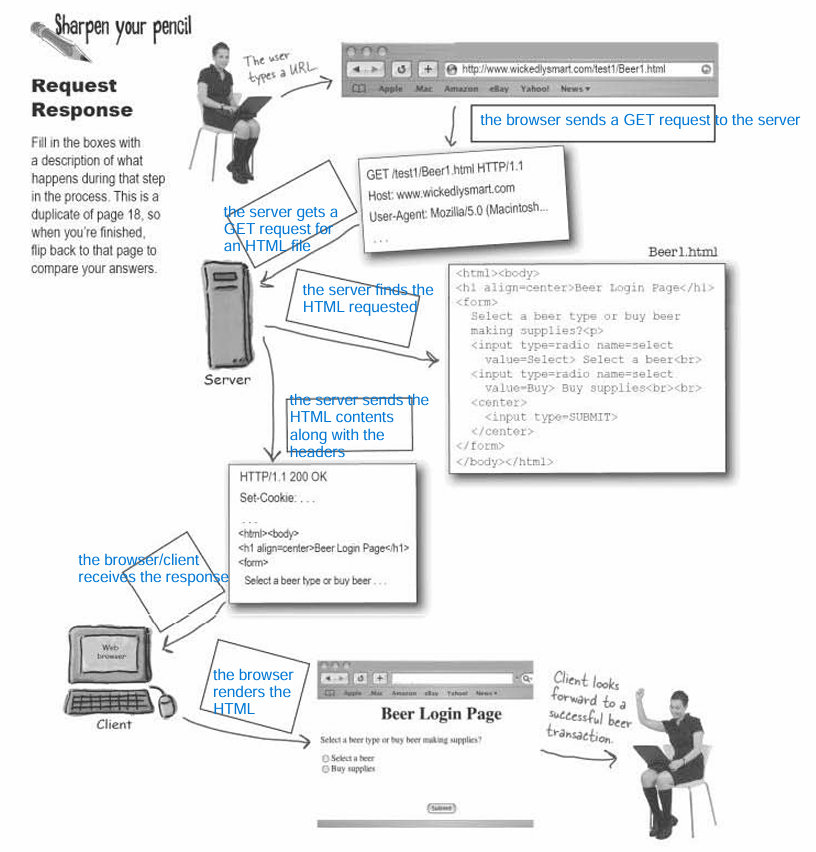 Sharpen your pencil
Request
Response
Fill in the boxes with
a description of what
happens during that step
in the process. This is a
duplicate of page 18, so
when you're finished,
flip back to that page to
compare your answers.
The user
types a URL.
http://www.wickedlysmart.com/test1/Beer1.html
Apple .Mac Amazon eBay Yahoo! News ▾
the browser sends a GET request to the server
GET /test1/Beer1.html HTTP/1.1
Host: www.wickedlysmart.com
User-Agent: Mozilla/5.0 (Macintosh...
. . .
the server gets a
GET request for
an HTML file
Server
the server finds the
HTML requested
Beer1.html
<html><body>
<h1 align=center>Beer Login Page</h1>
<form>
Select a beer type or buy beer
making supplies?<p>
<input type=radio name=select
value=Select> Select a beer<br>
<input type=radio name=select
value=Buy> Buy supplies<br><br>
<center>
<input type=SUBMIT>
</center>
</form>
</body></html>
the server sends the
HTML contents
along with the
headers
HTTP/1.1 200 OK
Set-Cookie: . . .
. . .
<html><body>
<h1 align=center>Beer Login Page</h1>
<form>
Select a beer type or buy beer . . .
the browser/client
receives the response
Web
browser
Client
the browser
renders the
HTML
Apple .Mac Amazon eBay Yahoo! News ▾
Beer Login Page
Select a beer type or buy beer making supplies?
Select a beer
Buy supplies
Submit
Client looks
forward to a
successful beer
transaction.